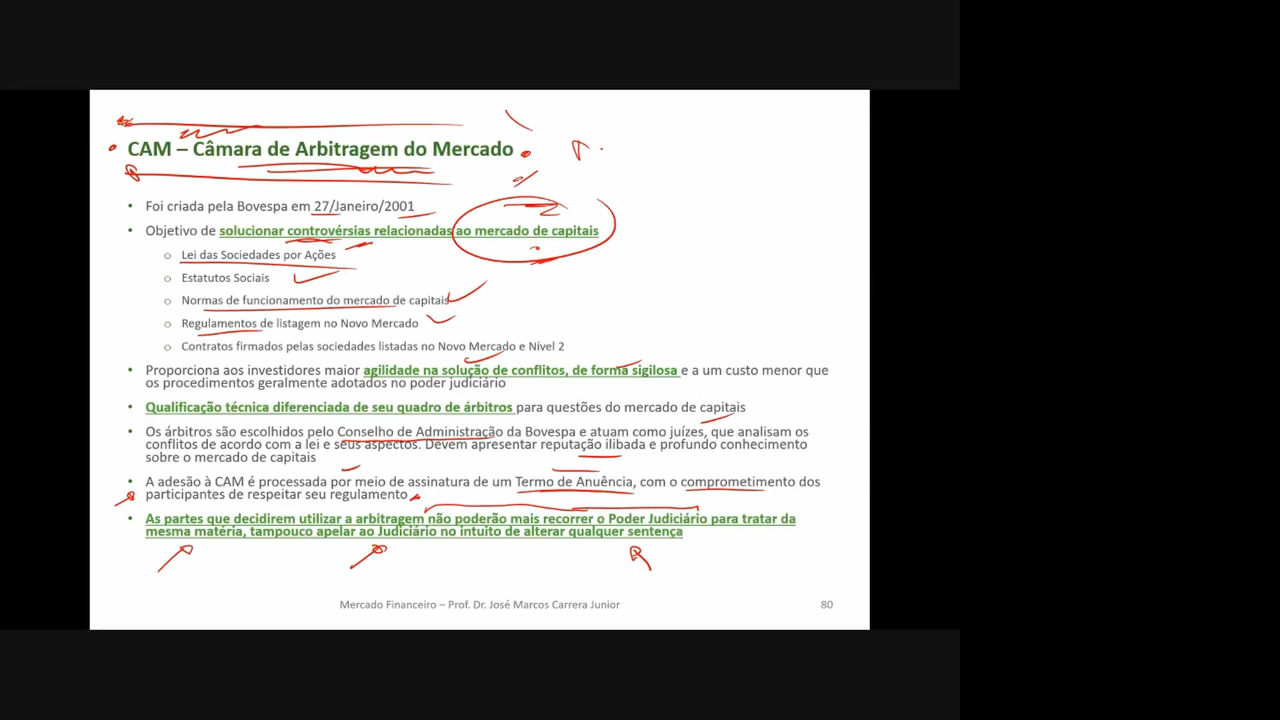 CAM – Câmara de Arbitragem do Mercado
• Foi criada pela Bovespa em 27/Janeiro/2001
• Objetivo de solucionar controvérsias relacionadas ao mercado de capitais
o Lei das Sociedades por Ações
o Estatutos Sociais
o Normas de funcionamento do mercado de capitais
o Regulamentos de listagem no Novo Mercado
o Contratos firmados pelas sociedades listadas no Novo Mercado e Nível 2
• Proporciona aos investidores maior agilidade na solução de conflitos, de forma sigilosa e a um custo menor que
os procedimentos geralmente adotados no poder judiciário
• Qualificação técnica diferenciada de seu quadro de árbitros para questões do mercado de capitais
• Os árbitros são escolhidos pelo Conselho de Administração da Bovespa e atuam como juízes, que analisam os
conflitos de acordo com a lei e seus aspectos. Devem apresentar reputação ilibada e profundo conhecimento
sobre o mercado de capitais
• A adesão à CAM é processada por meio de assinatura de um Termo de Anuência, com o comprometimento dos
participantes de respeitar seu regulamento
• As partes que decidirem utilizar a arbitragem não poderão mais recorrer o Poder Judiciário para tratar da
mesma matéria, tampouco apelar ao Judiciário no intuito de alterar qualquer sentença
Mercado Financeiro – Prof. Dr. José Marcos Carrera Junior
80